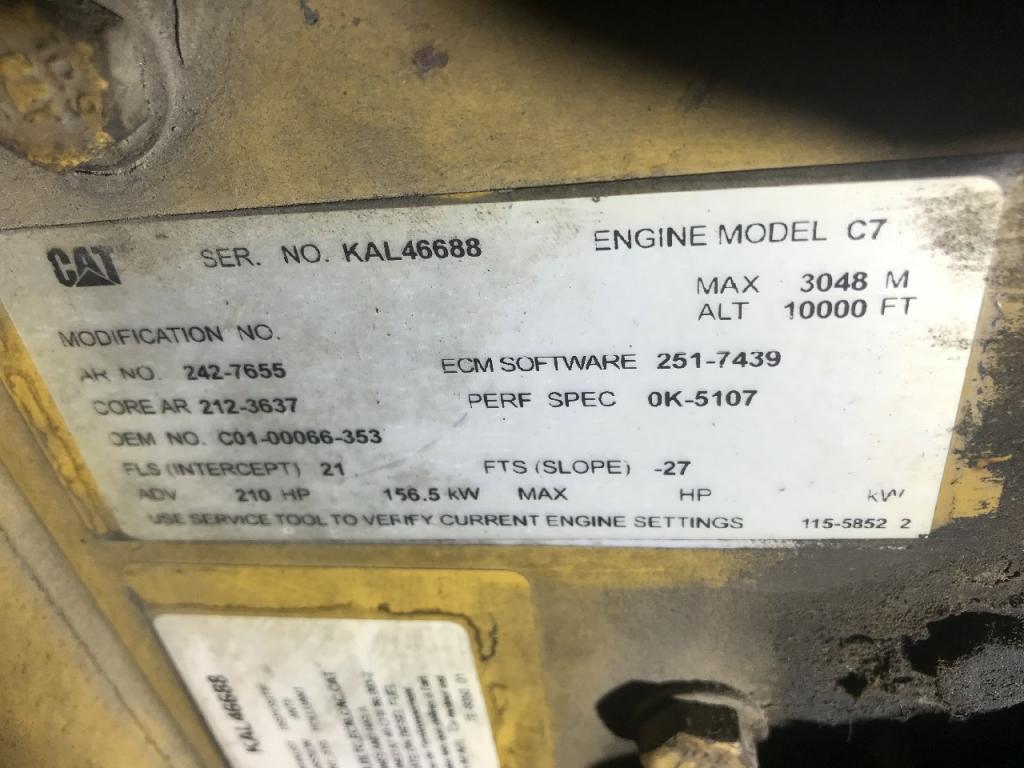 CAT SER. NO. KAL46688 ENGINE MODEL C7
MAX 3048 M
ALT 10000 FT
MODIFICATION NO.
AR NO. 242-7655 ECM SOFTWARE 251-7439
CORE AR 212-3637 PERF SPEC 0K-5107
OEM NO. C01-00066-353
FLS (INTERCEPT) 21 FTS (SLOPE) -27
ADV 210 HP 156.5 KW MAX HP KW
USE SERVICE TOOL TO VERIFY CURRENT ENGINE SETTINGS 115-5852 2
KAL46688